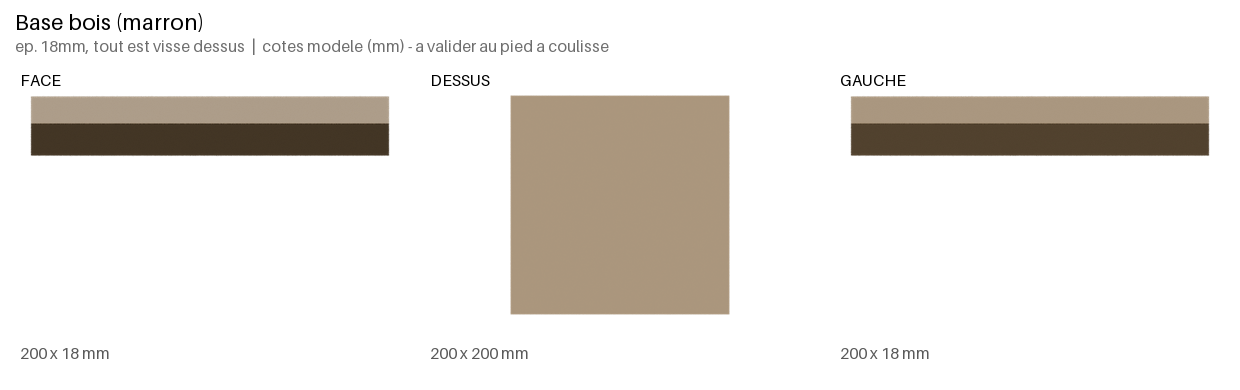 Base bois (marron)
ep. 18mm, tout est visse dessus | cotes modele (mm) - a valider au pied a coulisse
FACE
DESSUS
GAUCHE
200 x 18 mm
200 x 200 mm
200 x 18 mm